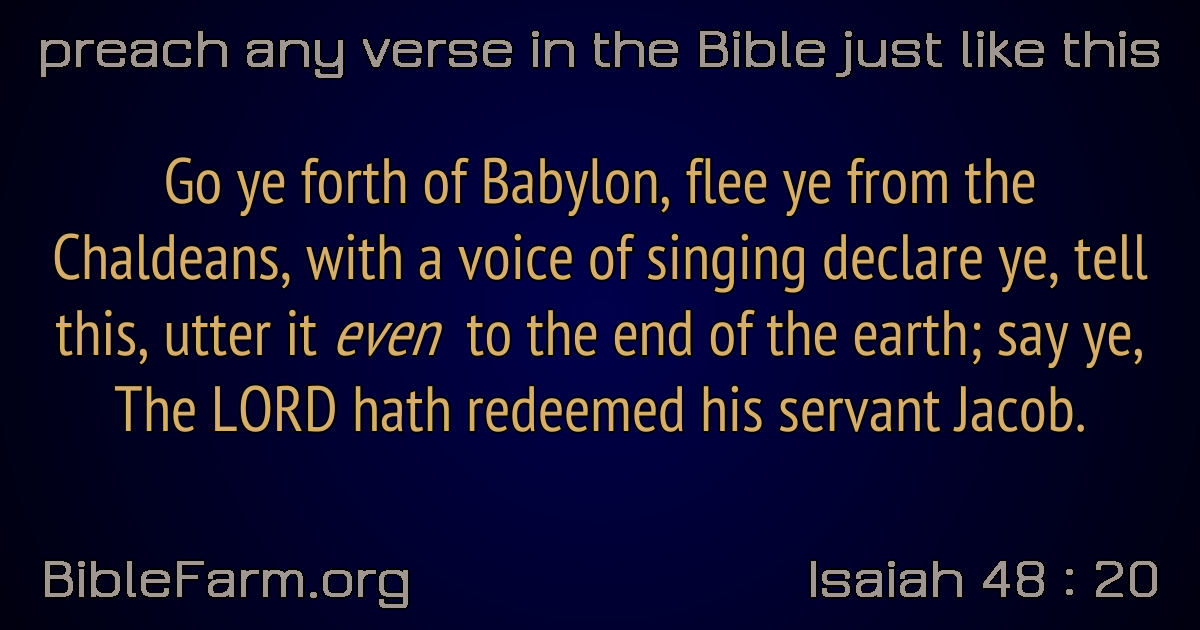 preach any verse in the Bible just like this
Go ye forth of Babylon, flee ye from the
Chaldeans, with a voice of singing declare ye, tell
this, utter it even to the end of the earth; say ye,
The LORD hath redeemed his servant Jacob.
BibleFarm.org
Isaiah 48 : 20